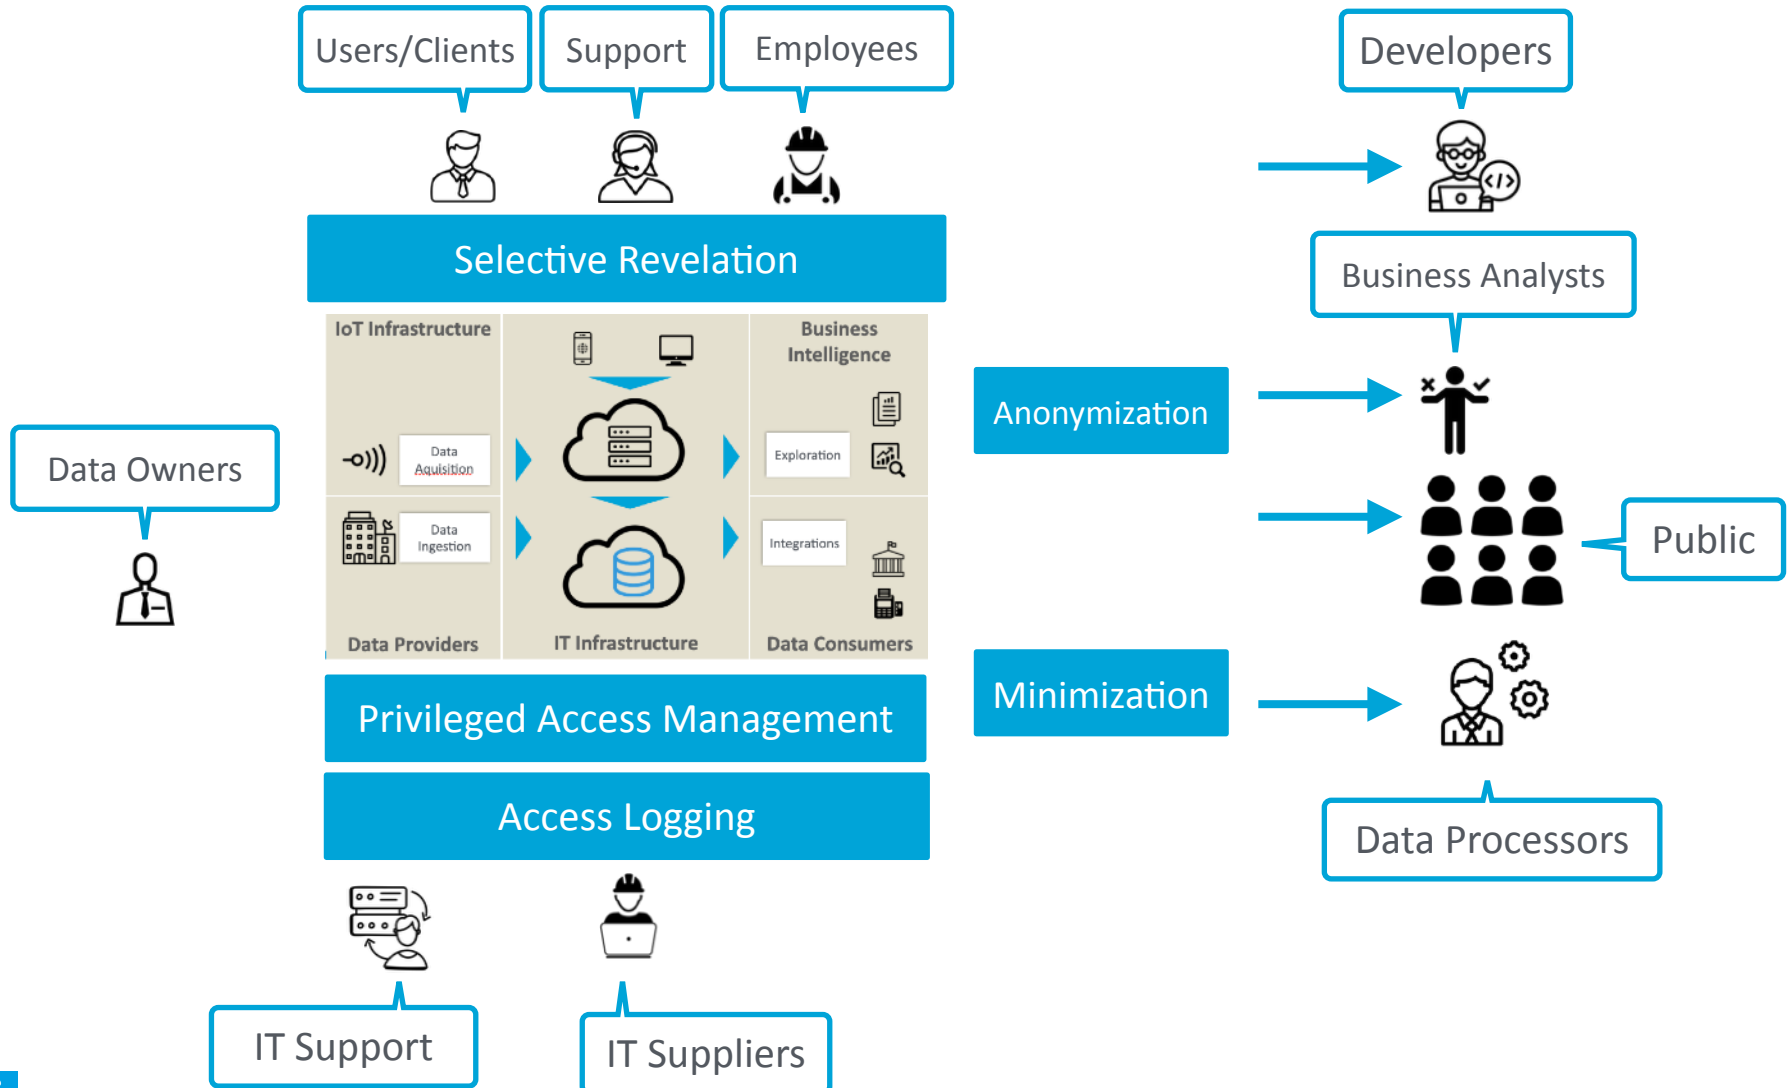 Users/Clients
Support
Employees
Developers
Selective Revelation
Business Analysts
IoT Infrastructure
Business
Intelligence
Anonymization
Data Owners
Data
Aquisition
Exploration
Data
Ingestion
Integrations
Public
Data Providers
IT Infrastructure
Data Consumers
Minimization
Privileged Access Management
Access Logging
Data Processors
IT Support
IT Suppliers